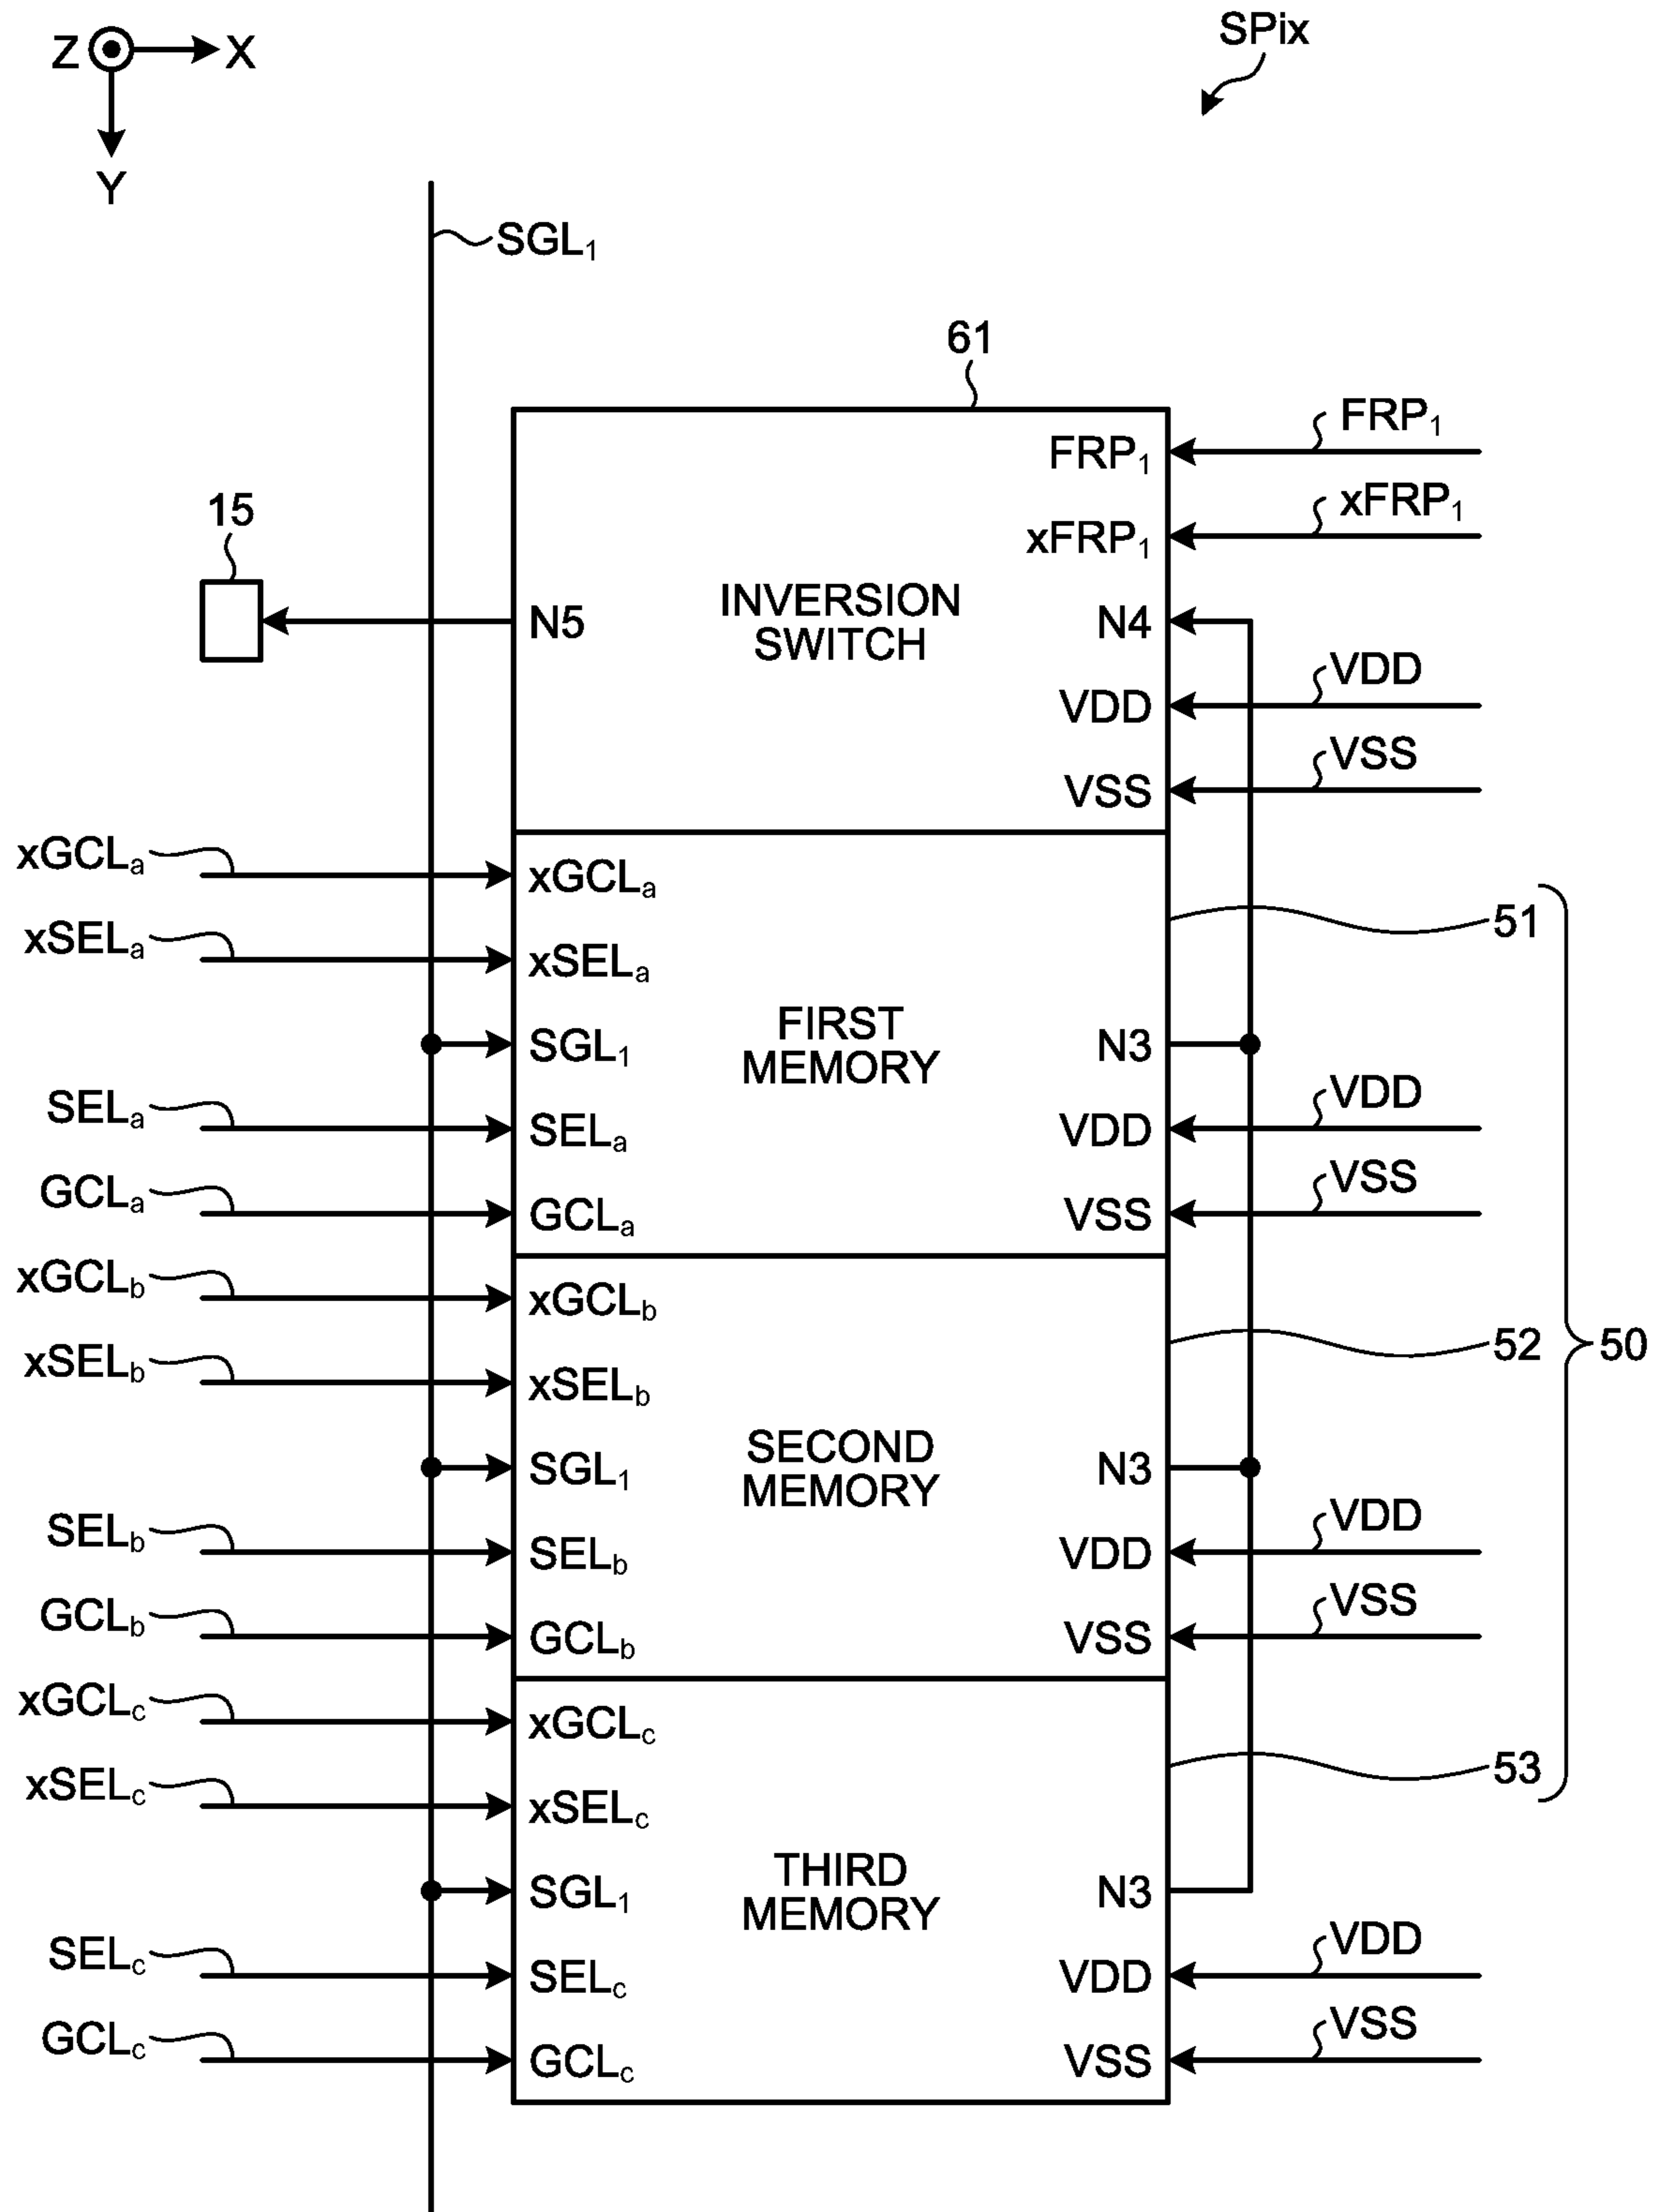 SPix
Z X
Y
SGL₁
61
FRP₁ FRP₁
xFRP₁ xFRP₁
15
N5 INVERSION SWITCH N4
VDD VDD
VSS VSS
xGCLa xGCLa
xSELa xSELa
51
SGL₁ FIRST MEMORY N3
SELa SELa VDD VDD
GCLa GCLa VSS VSS
xGCLb xGCLb
xSELb xSELb
52 50
SGL₁ SECOND MEMORY N3
SELb SELb VDD VDD
GCLb GCLb VSS VSS
xGCLc xGCLc
xSELc xSELc
53
SGL₁ THIRD MEMORY N3
SELc SELc VDD VDD
GCLc GCLc VSS VSS